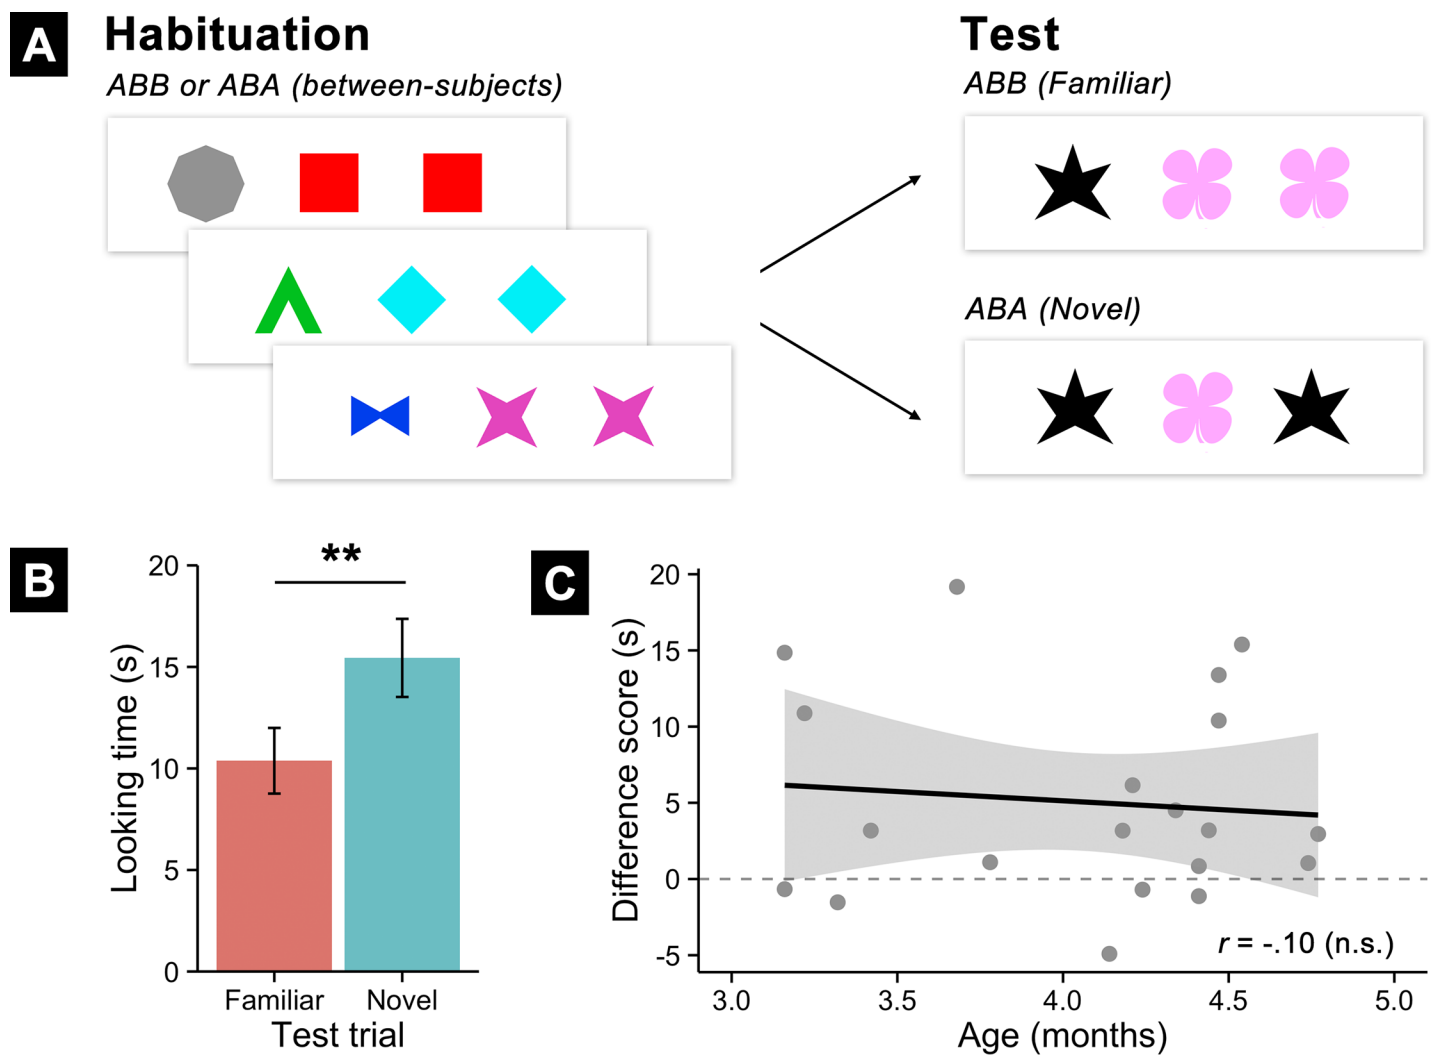 A
Habituation
ABB or ABA (between-subjects)
Test
ABB (Familiar)
ABA (Novel)
B
**
20
15
10
5
0
Looking time (s)
Familiar
Novel
Test trial
C
20
15
10
5
0
-5
Difference score (s)
r = -.10 (n.s.)
3.0
3.5
4.0
4.5
5.0
Age (months)